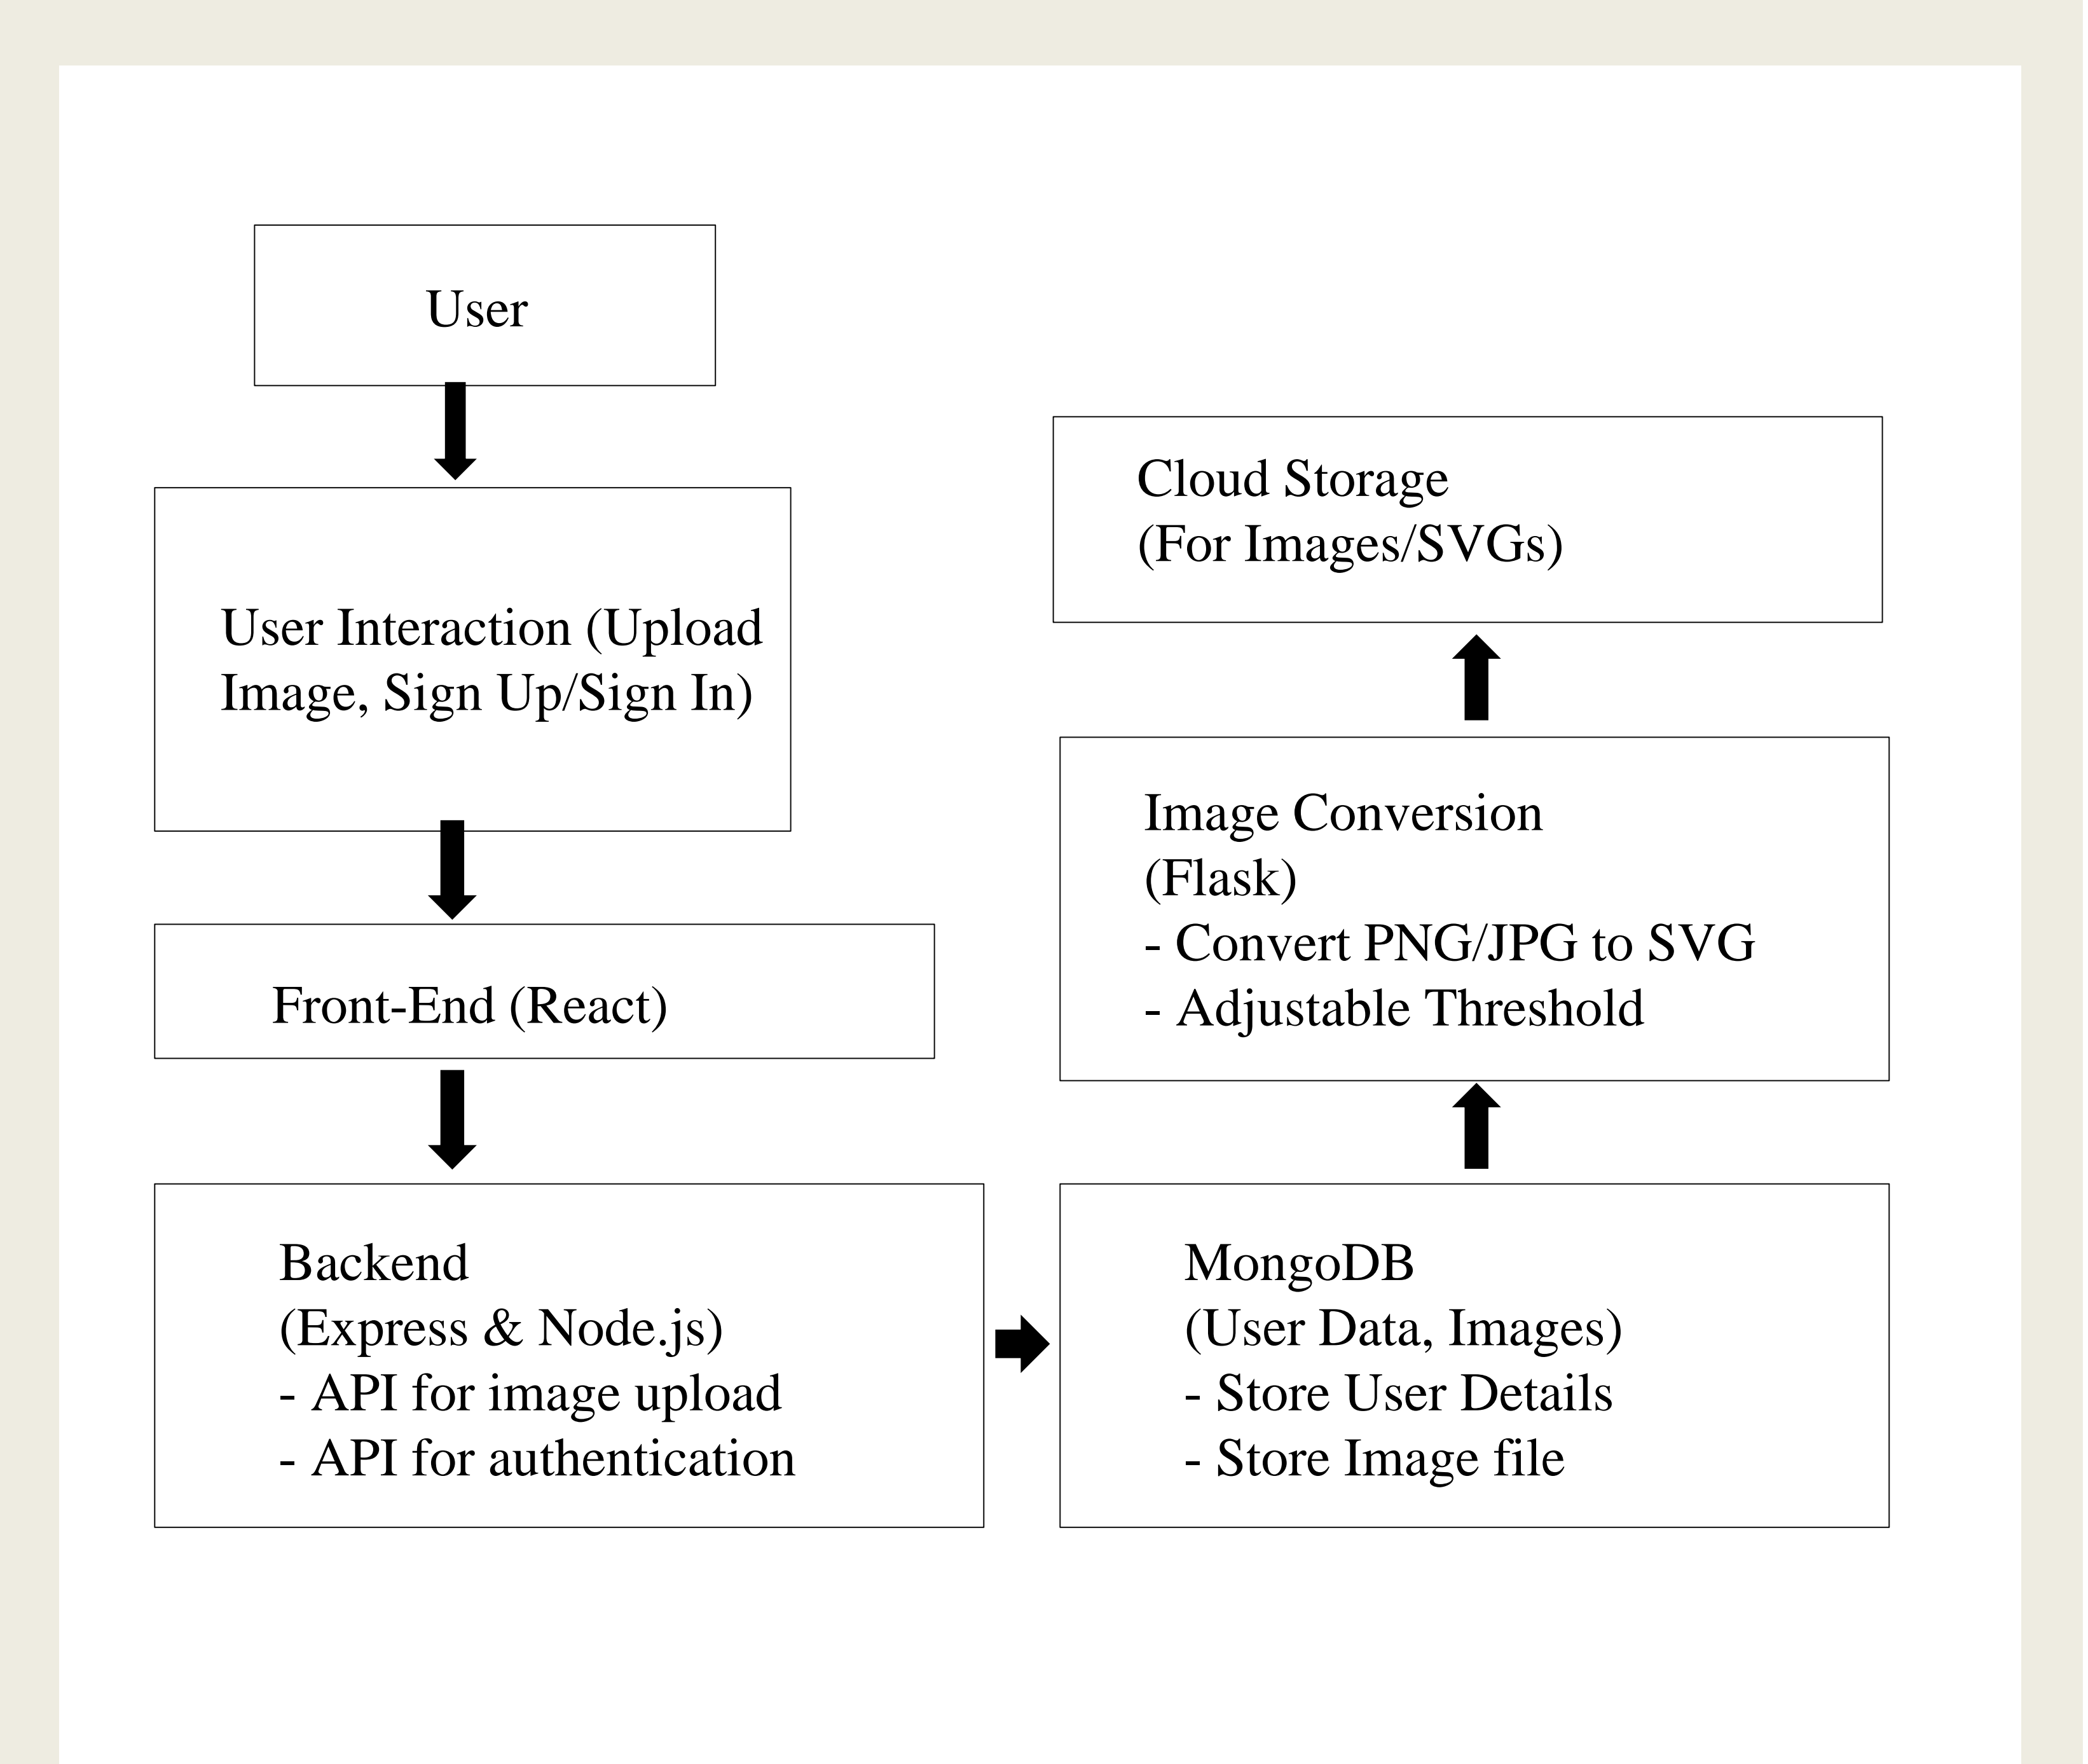 User
User Interaction (Upload
Image, Sign Up/Sign In)
Front-End (React)
Backend
(Express & Node.js)
- API for image upload
- API for authentication
Cloud Storage
(For Images/SVGs)
Image Conversion
(Flask)
- Convert PNG/JPG to SVG
- Adjustable Threshold
MongoDB
(User Data, Images)
- Store User Details
- Store Image file